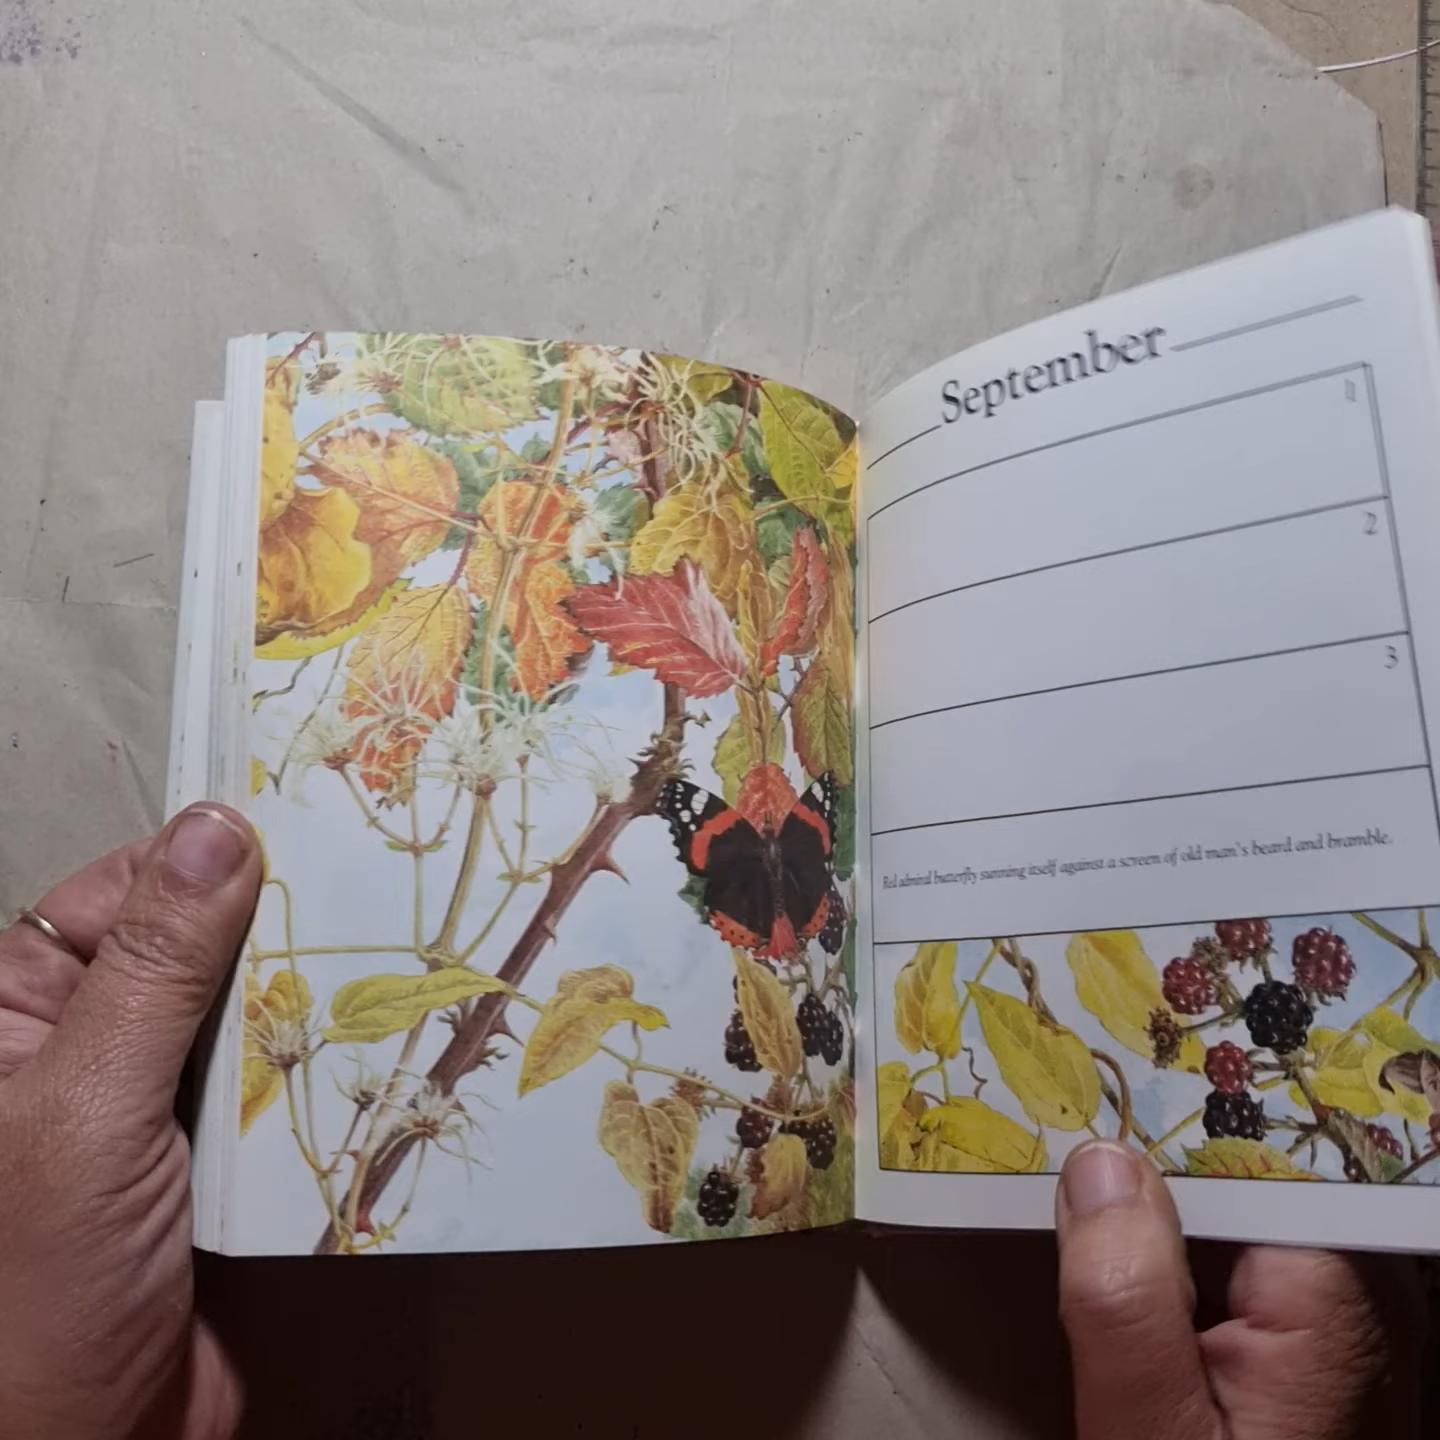 September
1
2
3
Red admiral butterfly sunning itself against a screen of old man's beard and bramble.